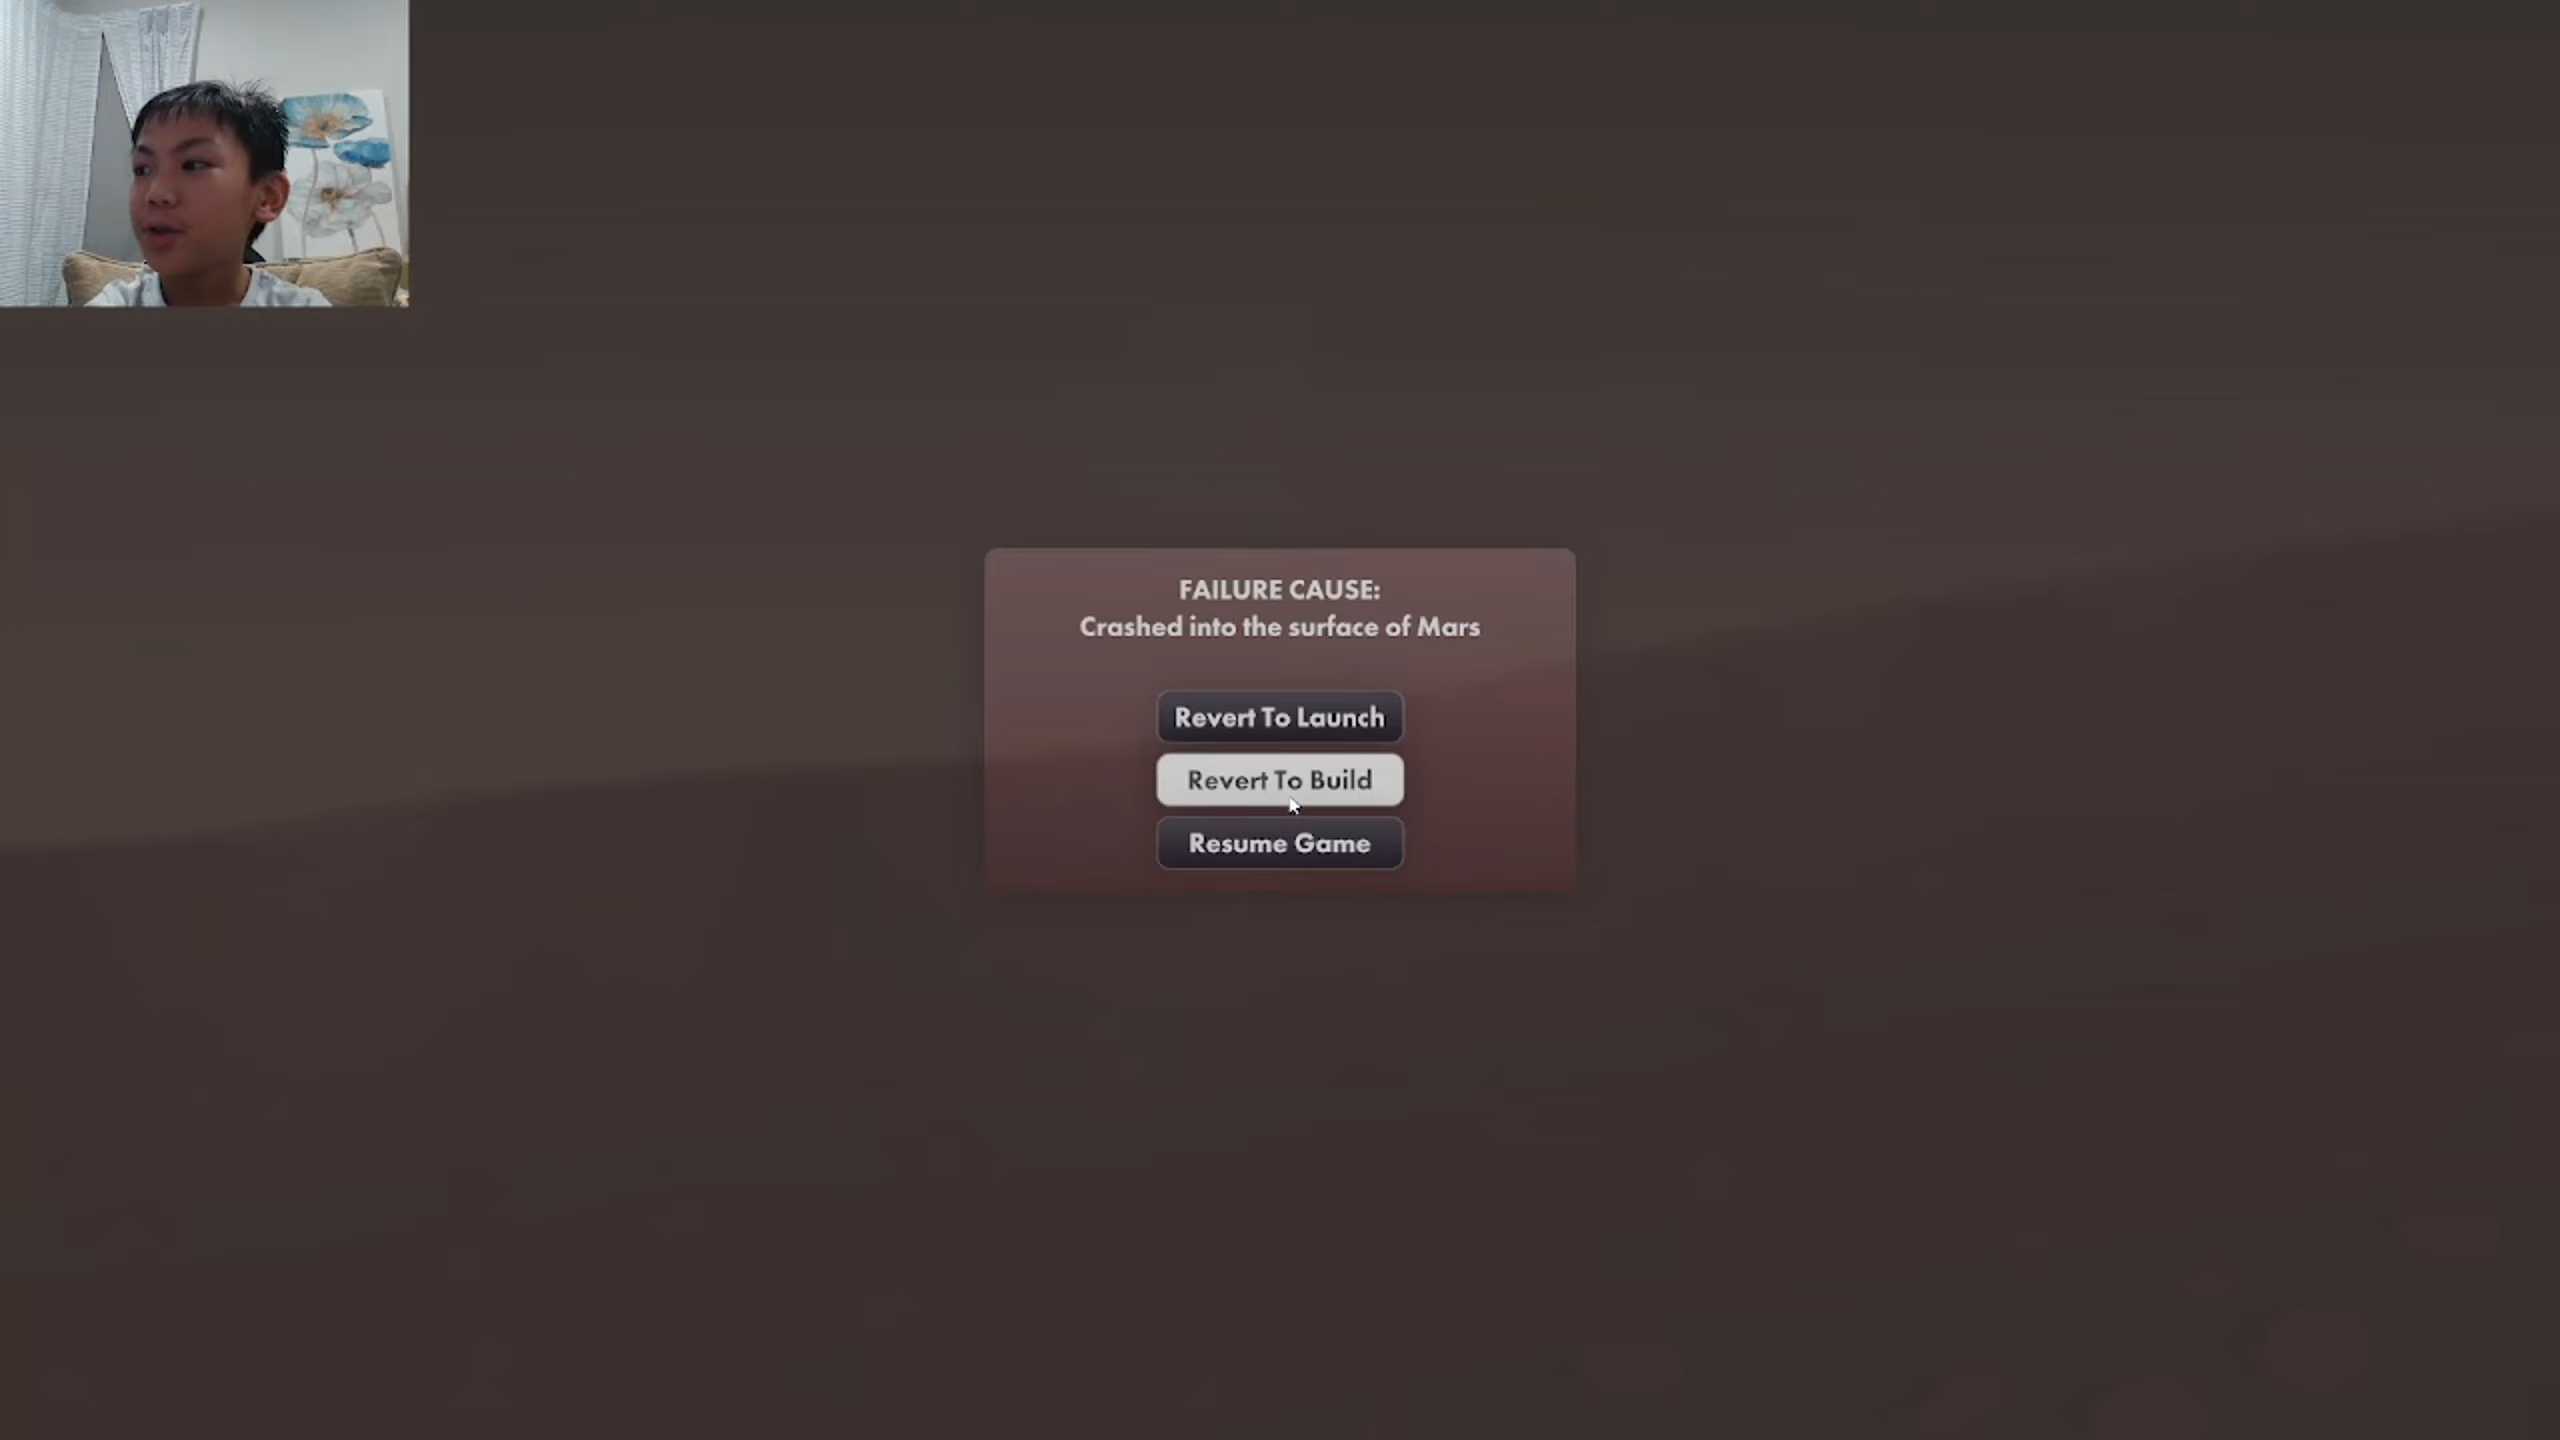 FAILURE CAUSE:
Crashed into the surface of Mars
Revert To Launch
Revert To Build
Resume Game